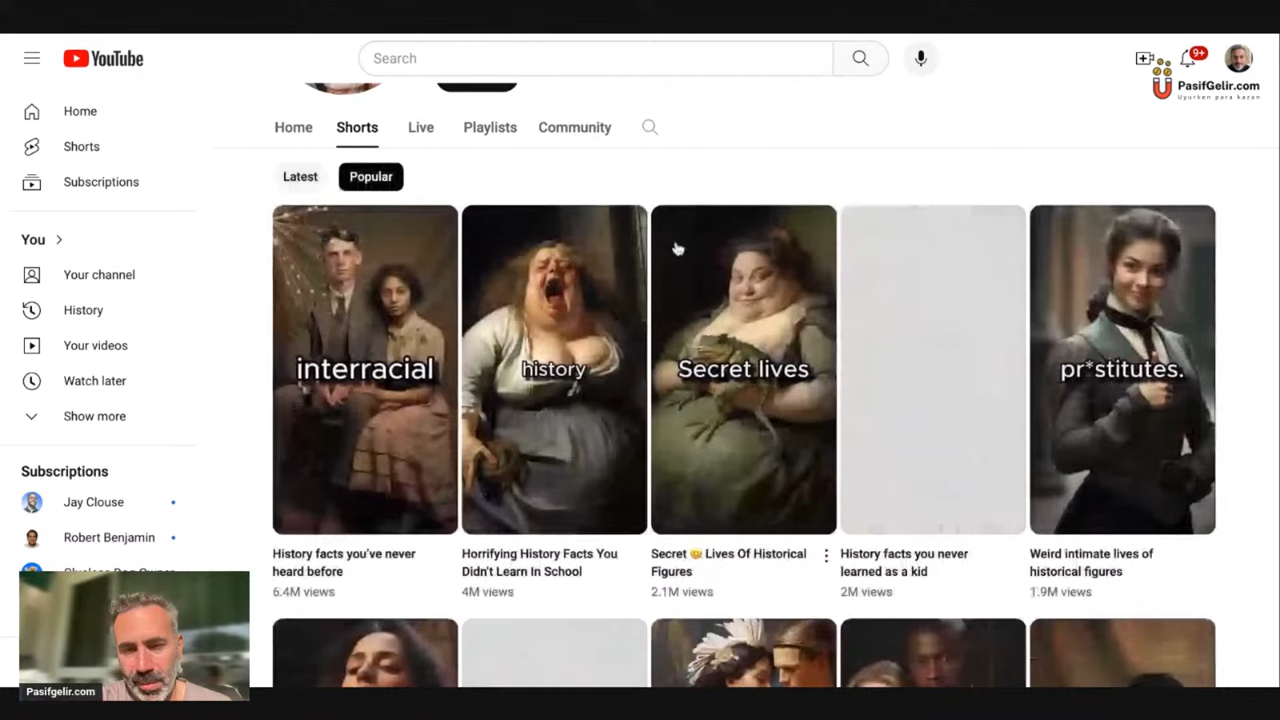 YouTube
Search
9+
PasifGelir.com
Uyurken para kazan
Home
Shorts
Subscriptions
You
Your channel
History
Your videos
Watch later
Show more
Subscriptions
Jay Clouse
Robert Benjamin
Pasifgelir.com
Home Shorts Live Playlists Community
Latest Popular
interracial
history
Secret lives
pr*stitutes.
History facts you've never
heard before
6.4M views
Horrifying History Facts You
Didn't Learn In School
4M views
Secret 😏 Lives Of Historical
Figures
2.1M views
History facts you never
learned as a kid
2M views
Weird intimate lives of
historical figures
1.9M views